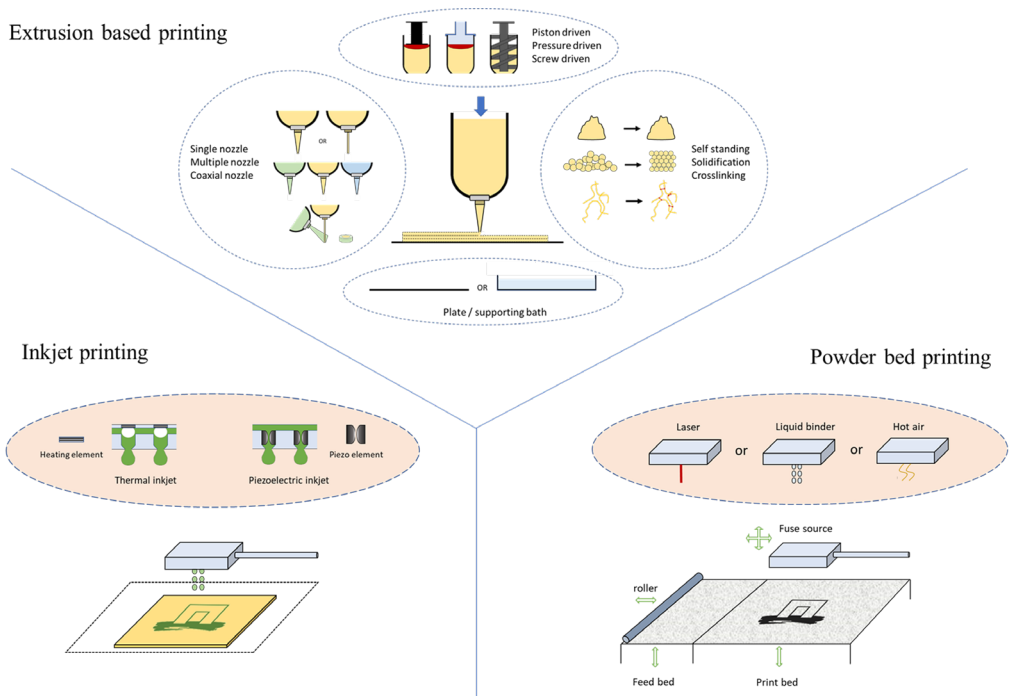 Extrusion based printing
Piston driven
Pressure driven
Screw driven
Single nozzle
Multiple nozzle
Coaxial nozzle
OR
Self standing
Solidification
Crosslinking
OR
Plate / supporting bath
Inkjet printing
Heating element
Thermal inkjet
Piezoelectric inkjet
Piezo element
Powder bed printing
Laser
or
Liquid binder
or
Hot air
Fuse source
roller
Feed bed
Print bed